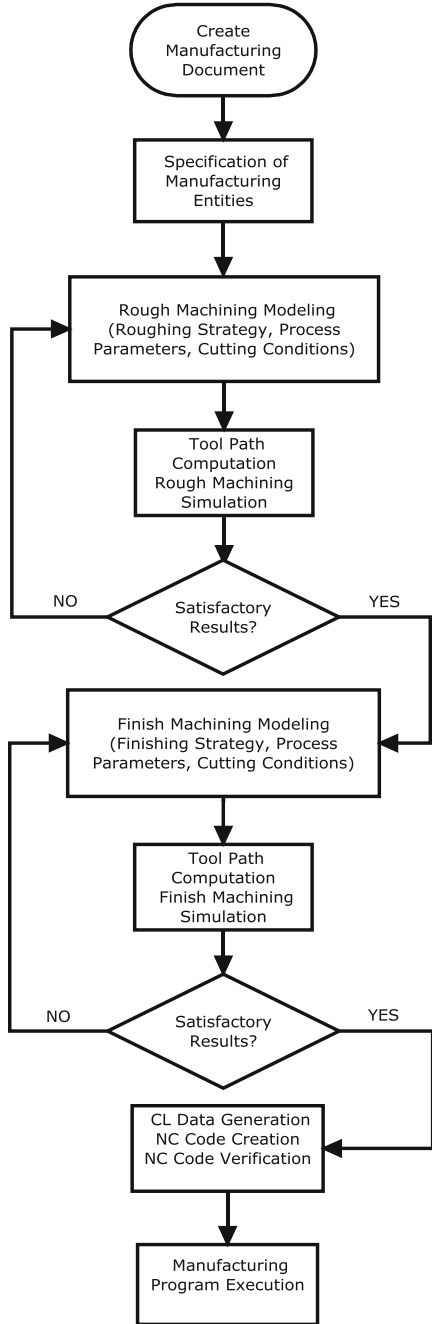 Create
Manufacturing
Document
Specification of
Manufacturing
Entities
Rough Machining Modeling
(Roughing Strategy, Process
Parameters, Cutting Conditions)
Tool Path
Computation
Rough Machining
Simulation
NO
Satisfactory
Results?
YES
Finish Machining Modeling
(Finishing Strategy, Process
Parameters, Cutting Conditions)
Tool Path
Computation
Finish Machining
Simulation
NO
Satisfactory
Results?
YES
CL Data Generation
NC Code Creation
NC Code Verification
Manufacturing
Program Execution